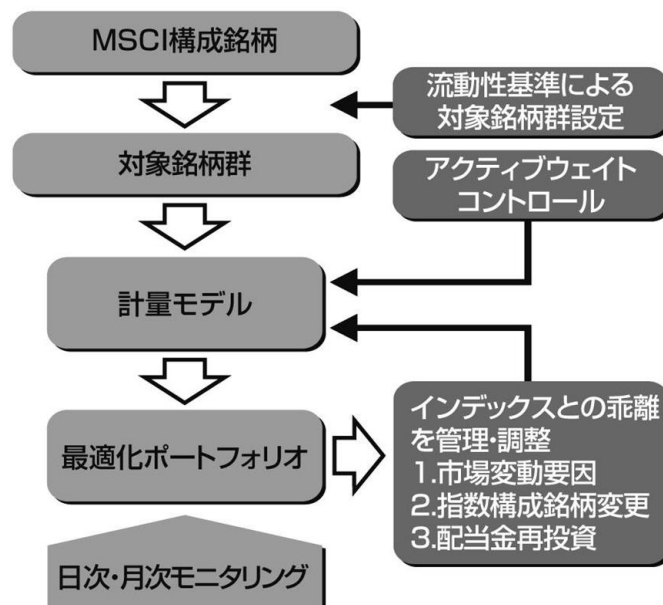 MSCI構成銘柄
流動性基準による
対象銘柄群設定
対象銘柄群
アクティブウェイト
コントロール
計量モデル
最適化ポートフォリオ
インデックスとの乖離
を管理・調整
1.市場変動要因
2.指数構成銘柄変更
3.配当金再投資
日次・月次モニタリング